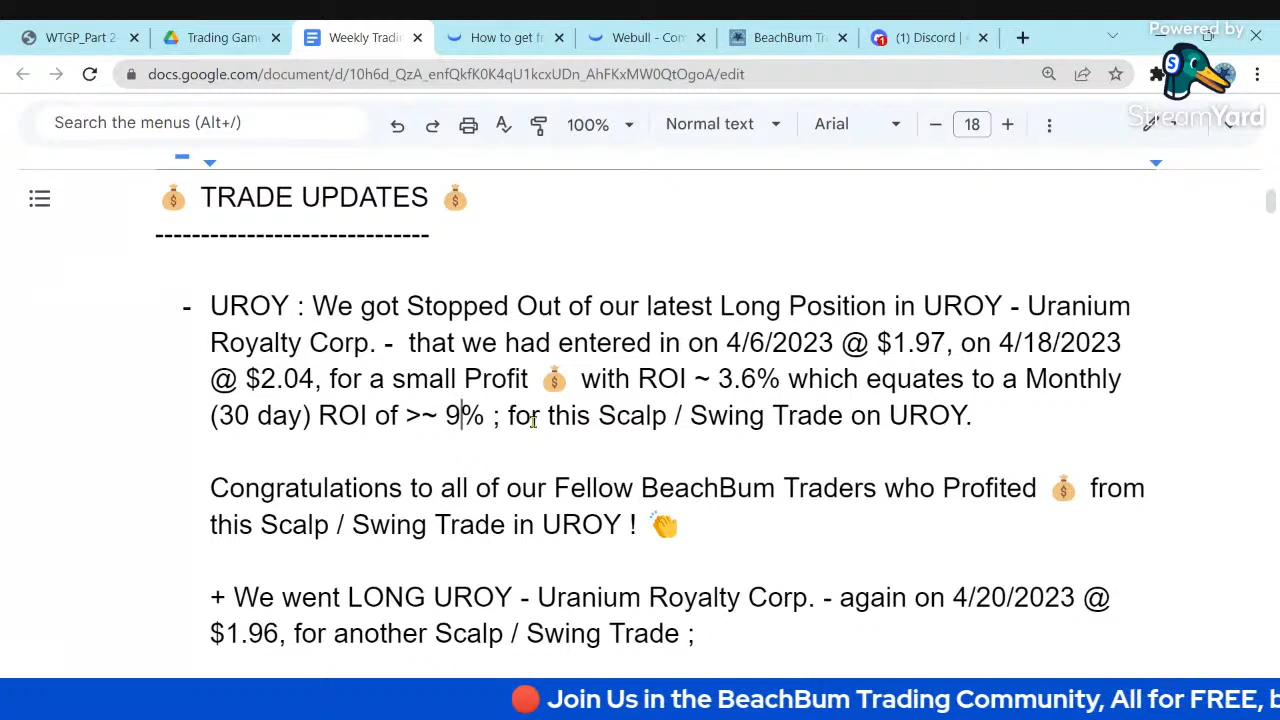 Powered by
WTGP_Part 2
Trading Game
Weekly Tradi
How to get fr
Webull - Com
BeachBum Tr
(1) Discord |
docs.google.com/document/d/10h6d_QzA_enfQl
K4qU1kcxUDn_AhFKxMW0QtOgoA/edit
StreamYard
Search the menus (Alt+/)
100%
Normal text
Arial
18
💰 TRADE UPDATES 💰
------------------------------
- UROY : We got Stopped Out of our latest Long Position in UROY - Uranium
Royalty Corp. - that we had entered in on 4/6/2023 @ $1.97, on 4/18/2023
@ $2.04, for a small Profit 💰 with ROI ~ 3.6% which equates to a Monthly
(30 day) ROI of >~ 9% ; for this Scalp / Swing Trade on UROY.
Congratulations to all of our Fellow BeachBum Traders who Profited 💰 from
this Scalp / Swing Trade in UROY ! 👏
+ We went LONG UROY - Uranium Royalty Corp. - again on 4/20/2023 @
$1.96, for another Scalp / Swing Trade ;
🔴 Join Us in the BeachBum Trading Community, All for FREE, b